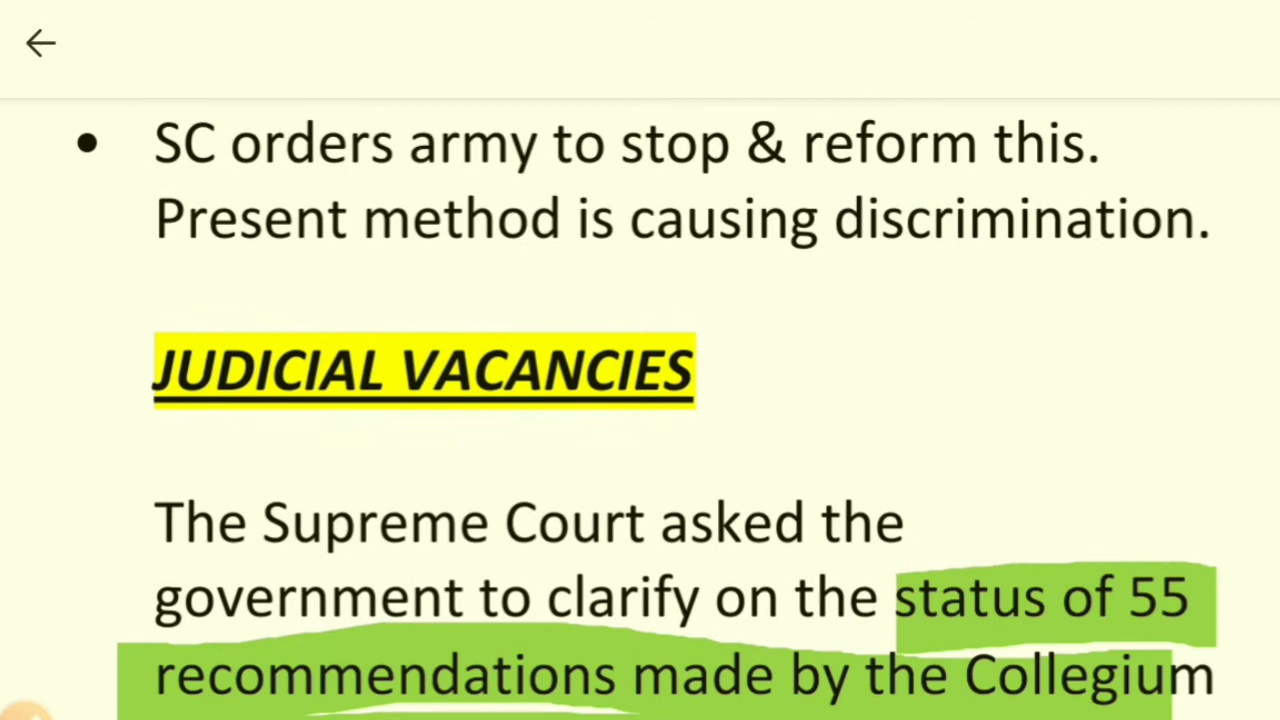 • SC orders army to stop & reform this.
Present method is causing discrimination.
JUDICIAL VACANCIES
The Supreme Court asked the
government to clarify on the status of 55
recommendations made by the Collegium